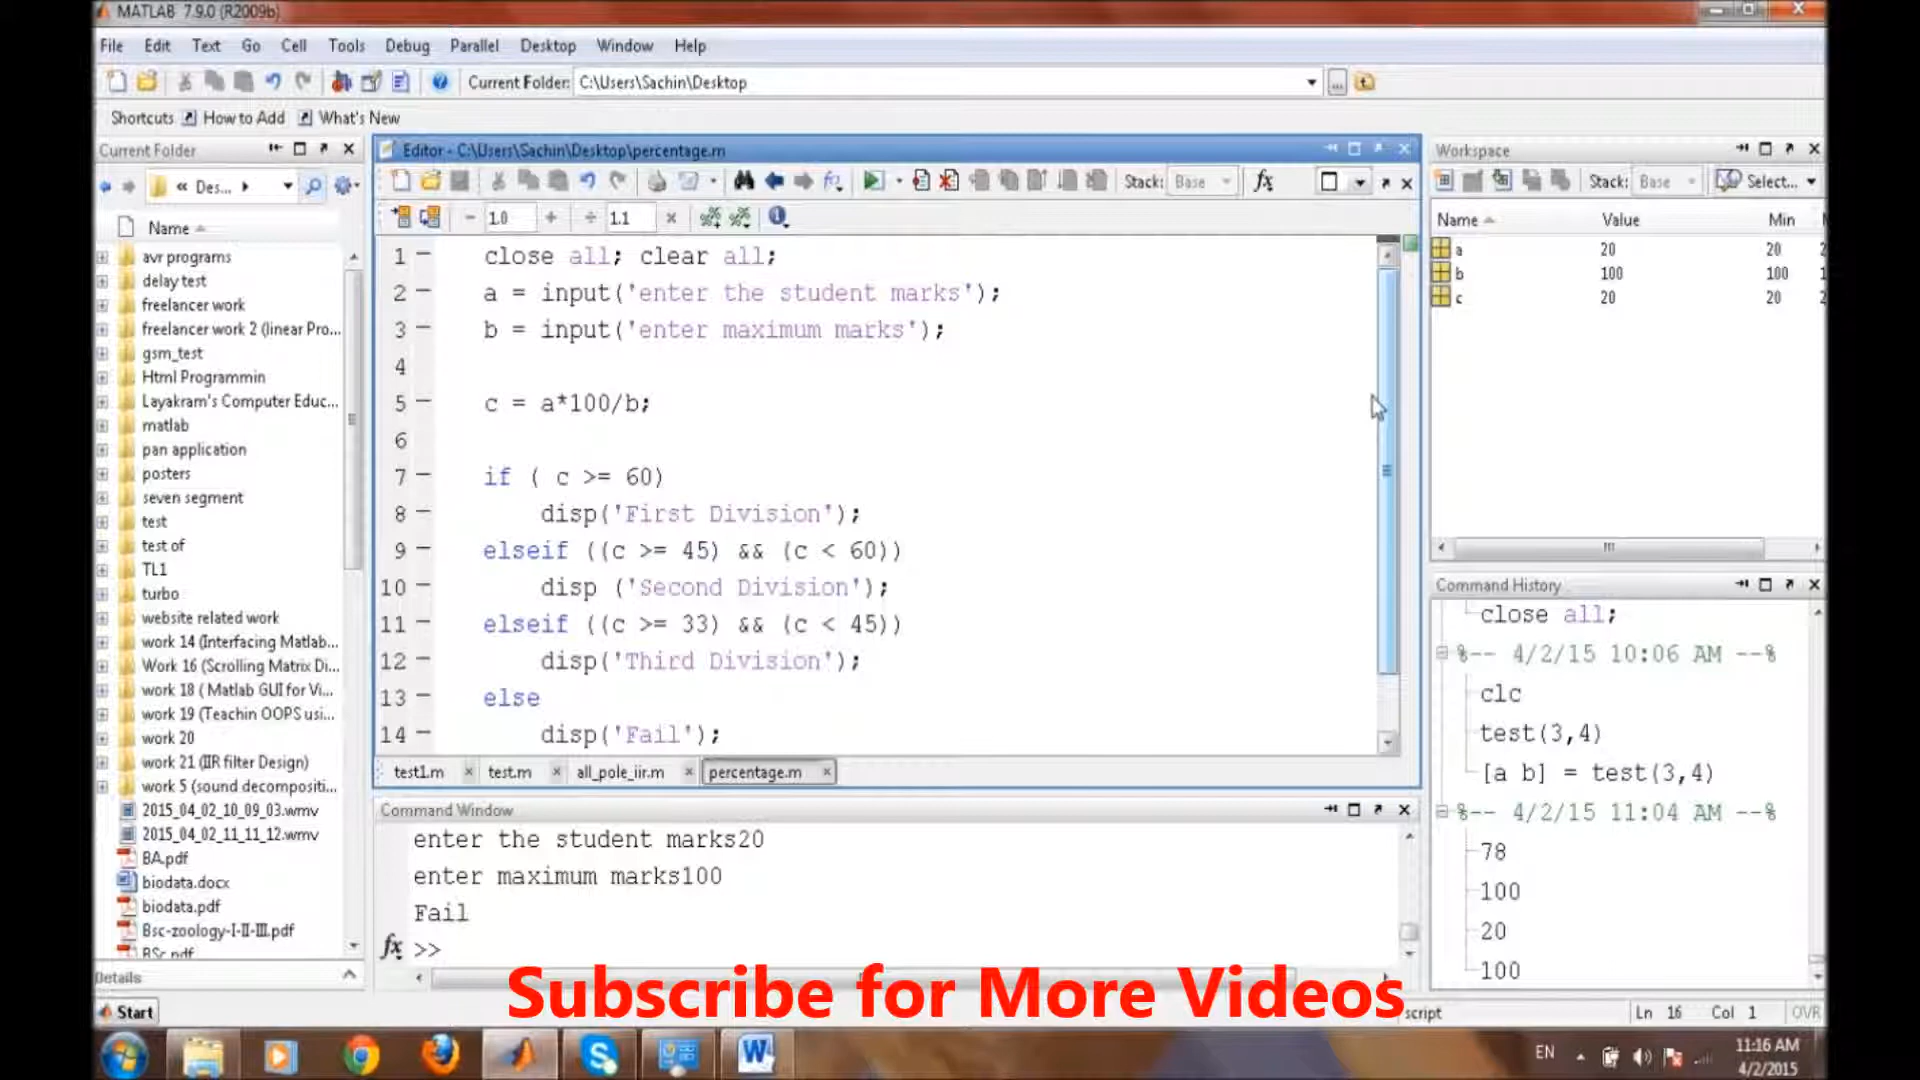 MATLAB 7.9.0 (R2009b)
File Edit Text Go Cell Tools Debug Parallel Desktop Window Help
Current Folder: C:\Users\Sachin\Desktop
Shortcuts How to Add What's New
Current Folder
« Des...
Name
avr programs
delay test
freelancer work
freelancer work 2 (linear Pro...
gsm_test
Html Programmin
Layakram's Computer Educ...
matlab
pan application
posters
seven segment
test
test of
TL1
turbo
website related work
work 14 (Interfacing Matlab...
Work 16 (Scrolling Matrix Di...
work 18 ( Matlab GUI for Vi...
work 19 (Teachin OOPS usi...
work 20
work 21 (IIR filter Design)
work 5 (sound decompositi...
2015_04_02_10_09_03.wmv
2015_04_02_11_11_12.wmv
BA.pdf
biodata.docx
biodata.pdf
Bsc-zoology-I-II-III.pdf
BSc.pdf
Details
Editor - C:\Users\Sachin\Desktop\percentage.m
Stack: Base fx
1.0 1.1
1 close all; clear all;
2 a = input('enter the student marks');
3 b = input('enter maximum marks');
4
5 c = a*100/b;
6
7 if ( c >= 60)
8 disp('First Division');
9 elseif ((c >= 45) && (c < 60))
10 disp ('Second Division');
11 elseif ((c >= 33) && (c < 45))
12 disp('Third Division');
13 else
14 disp('Fail');
test1.m test.m all_pole_iir.m percentage.m
Command Window
enter the student marks20
enter maximum marks100
Fail
fx >>
Workspace
Stack: Base Select...
Name Value Min
a 20 20
b 100 100
c 20 20
Command History
close all;
%-- 4/2/15 10:06 AM --%
clc
test(3,4)
[a b] = test(3,4)
%-- 4/2/15 11:04 AM --%
78
100
20
100
Subscribe for More Videos
Start
script Ln 16 Col 1 OVR
EN 11:16 AM
4/2/2015